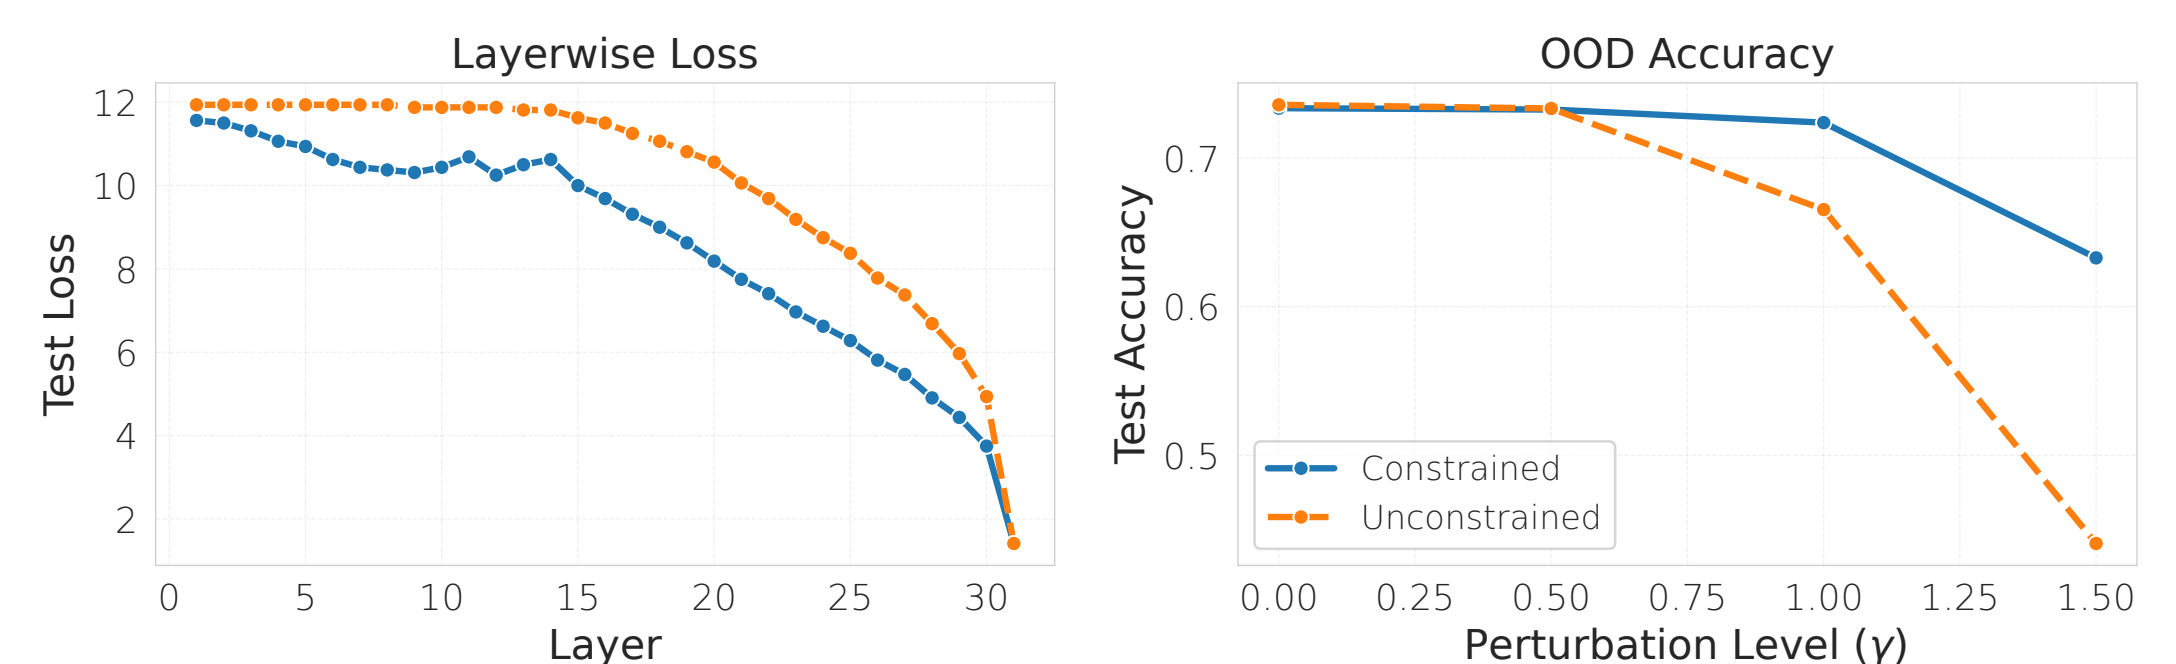 Layerwise Loss
12
10
8
6
4
2
Test Loss
0 5 10 15 20 25 30
Layer
OOD Accuracy
0.7
0.6
0.5
Test Accuracy
Constrained
Unconstrained
0.00 0.25 0.50 0.75 1.00 1.25 1.50
Perturbation Level (γ)